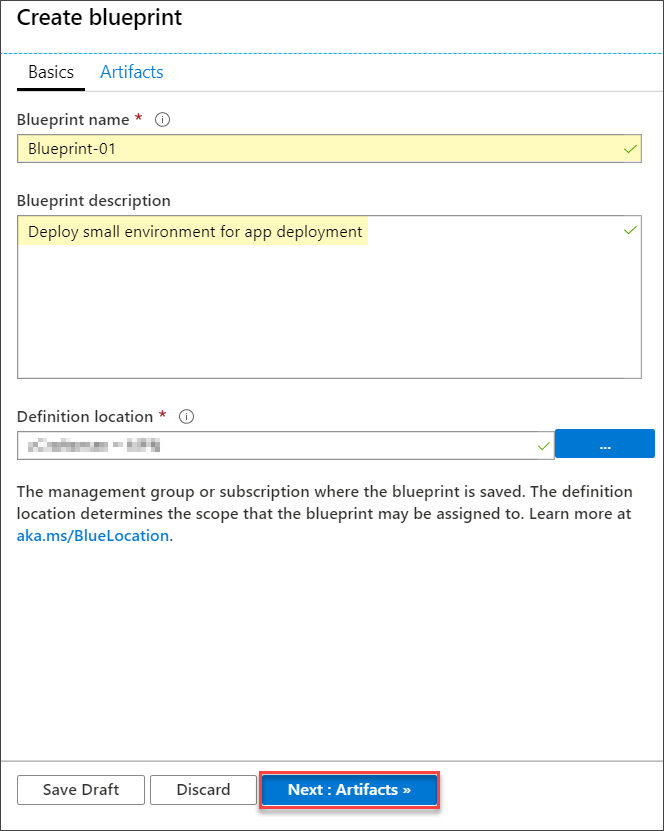 Create blueprint
Basics Artifacts
Blueprint name *
Blueprint-01
Blueprint description
Deploy small environment for app deployment
Definition location *
...
The management group or subscription where the blueprint is saved. The definition
location determines the scope that the blueprint may be assigned to. Learn more at
aka.ms/BlueLocation.
Save Draft Discard Next : Artifacts »